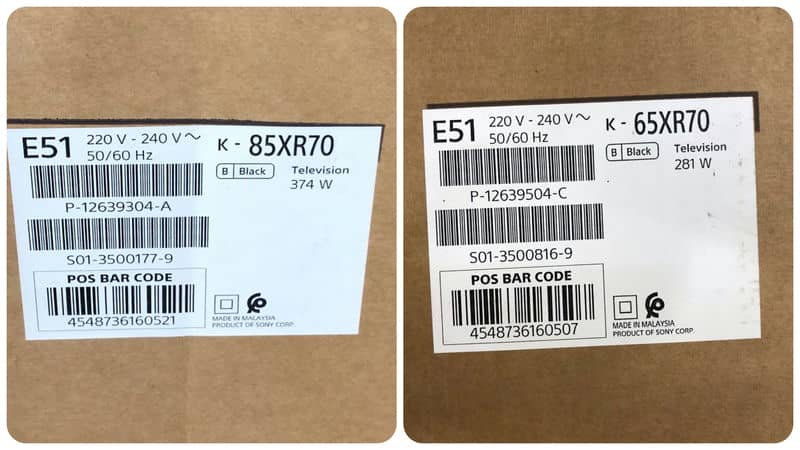 E51 220 V - 240 V~ K - 85XR70
50/60 Hz
B Black Television
374 W
P-12639304-A
S01-3500177-9
POS BAR CODE
4548736160521
MADE IN MALAYSIA
PRODUCT OF SONY CORP.
E51 220 V - 240 V~ K - 65XR70
50/60 Hz
B Black Television
281 W
P-12639504-C
S01-3500816-9
POS BAR CODE
4548736160507
MADE IN MALAYSIA
PRODUCT OF SONY CORP.